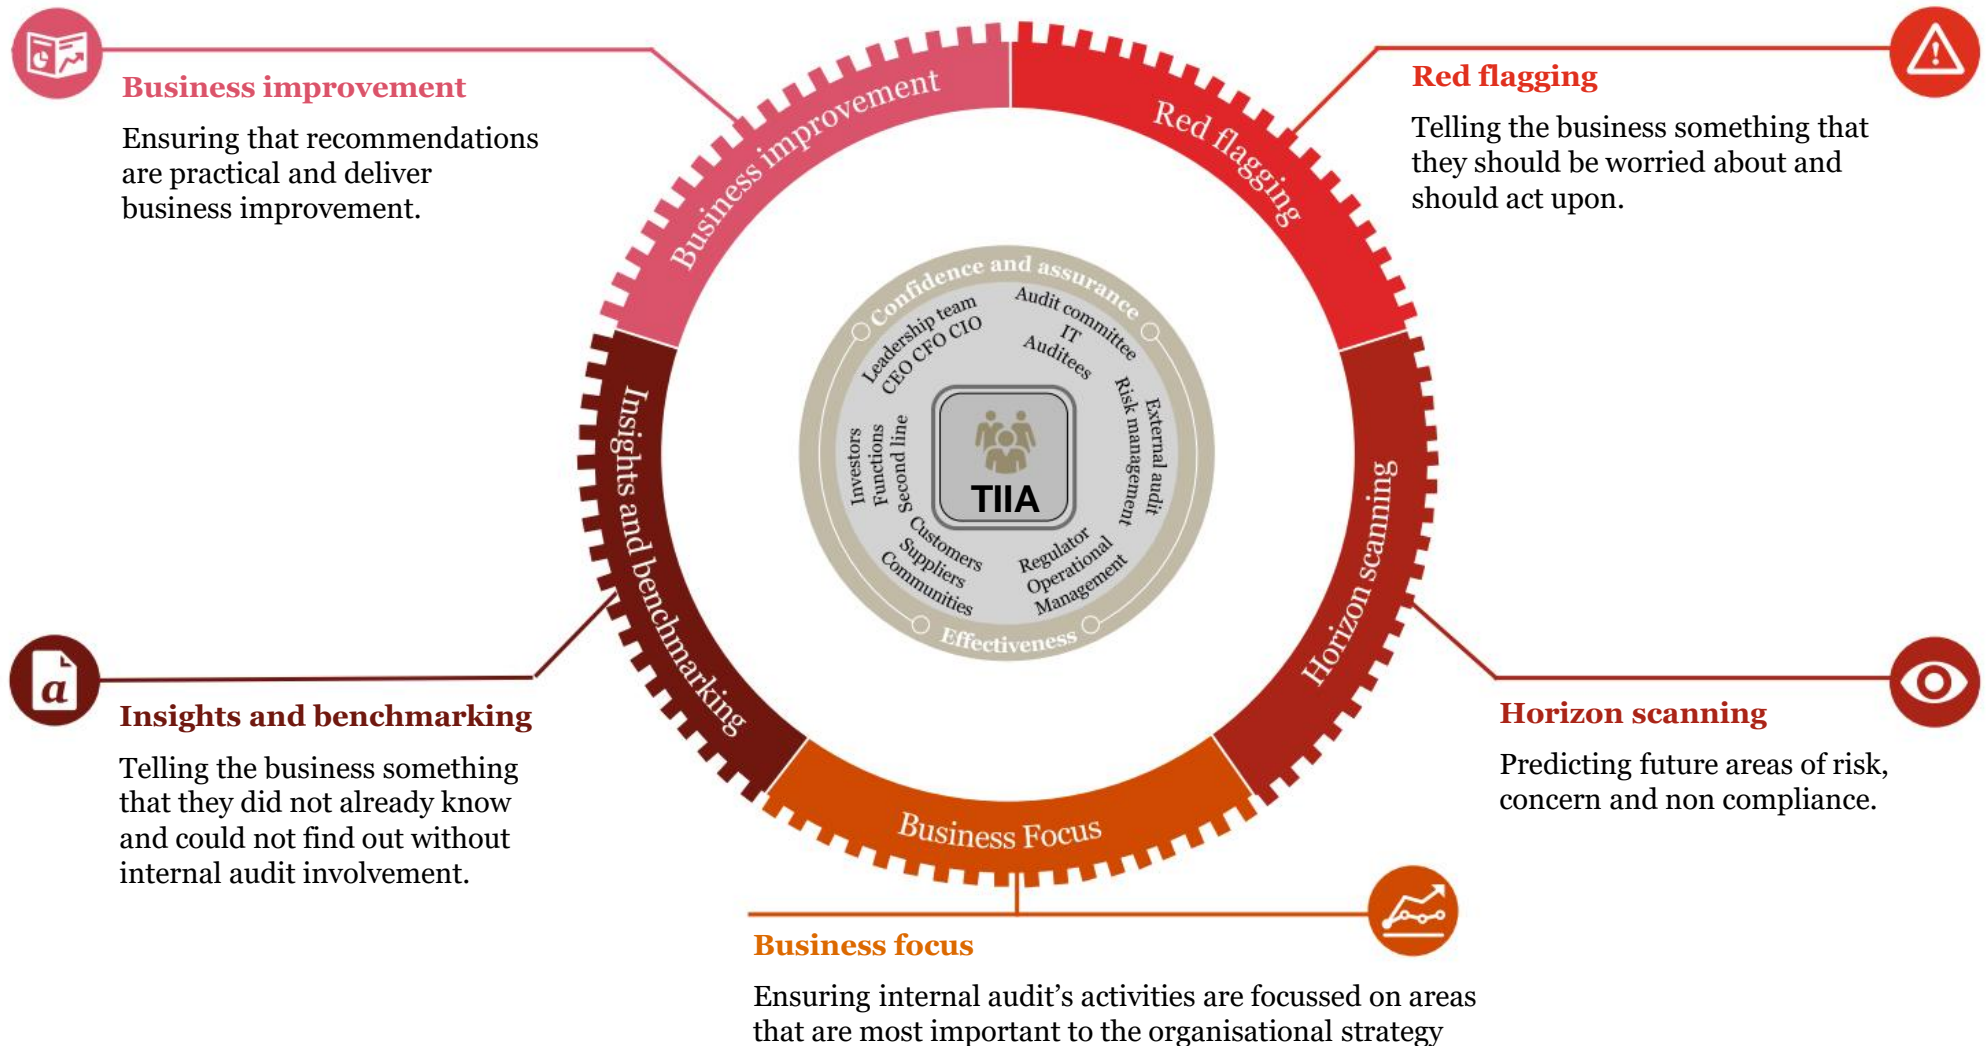 Business improvement
Ensuring that recommendations
are practical and deliver
business improvement.
Red flagging
Telling the business something that
they should be worried about and
should act upon.
Business improvement
Red flagging
Confidence and assurance
Leadership team
CEO CFO CIO
Audit committee
IT
Auditees
Investors
Functions
Second line
TIIA
External audit
Risk management
Customers
Suppliers
Communities
Regulator
Operational
Management
Effectiveness
Insights and benchmarking
Horizon scanning
Business Focus
a
Insights and benchmarking
Telling the business something
that they did not already know
and could not find out without
internal audit involvement.
Horizon scanning
Predicting future areas of risk,
concern and non compliance.
Business focus
Ensuring internal audit’s activities are focussed on areas
that are most important to the organisational strategy